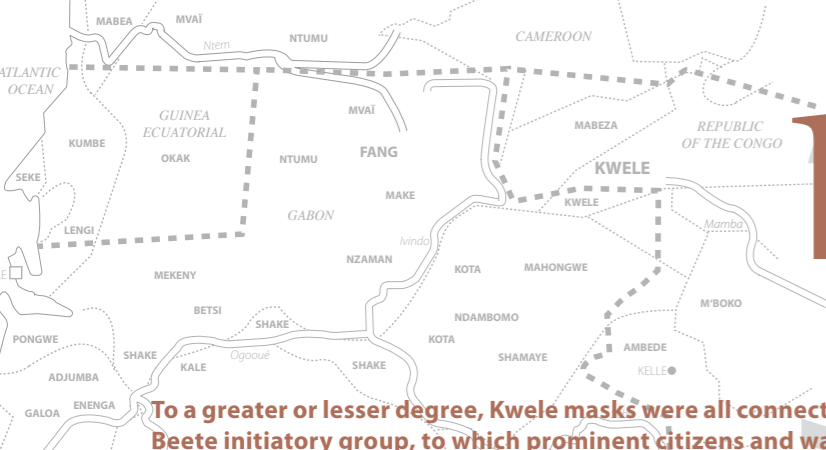 MABEA
MVAÏ
Ntem
NTUMU
CAMEROON
ATLANTIC
OCEAN
GUINEA
ECUATORIAL
MVAÏ
MABEZA
REPUBLIC
OF THE CONGO
KUMBE
OKAK
NTUMU
FANG
KWELE
SEKE
MAKE
KWELE
GABON
LENGI
Ivindo
Mamba
NZAMAN
KOTA
MAHONGWE
MEKENY
M'BOKO
BETSI
SHAKE
NDAMBOMO
PONGWE
KOTA
SHAKE
Ogooué
SHAMAYE
AMBEDE
KALE
SHAKE
KELLE
ADJUMBA
ENENGA
GALOA
To a greater or lesser degree, Kwele masks were all connect
Beete initiatory group, to which prominent citizens and wa